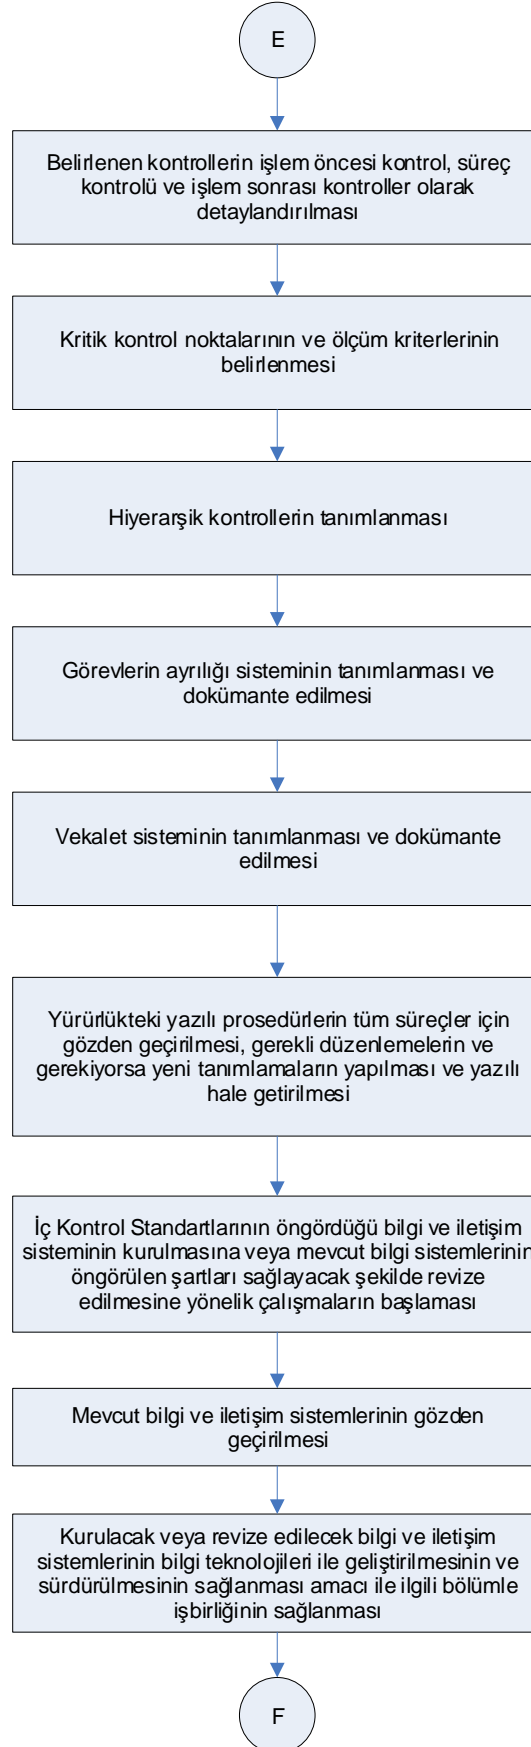 E
Belirlenen kontrollerin işlem öncesi kontrol, süreç
kontrolü ve işlem sonrası kontroller olarak
detaylandırılması
Kritik kontrol noktalarının ve ölçüm kriterlerinin
belirlenmesi
Hiyerarşik kontrollerin tanımlanması
Görevlerin ayrılığı sisteminin tanımlanması ve
dokümante edilmesi
Vekalet sisteminin tanımlanması ve dokümante
edilmesi
Yürürlükteki yazılı prosedürlerin tüm süreçler için
gözden geçirilmesi, gerekli düzenlemelerin ve
gerekiyorsa yeni tanımlamaların yapılması ve yazılı
hale getirilmesi
İç Kontrol Standartlarının öngördüğü bilgi ve iletişim
sisteminin kurulmasına veya mevcut bilgi sistemlerinin
öngörülen şartları sağlayacak şekilde revize
edilmesine yönelik çalışmaların başlaması
Mevcut bilgi ve iletişim sistemlerinin gözden
geçirilmesi
Kurulacak veya revize edilecek bilgi ve iletişim
sistemlerinin bilgi teknolojileri ile geliştirilmesinin ve
sürdürülmesinin sağlanması amacı ile ilgili bölümle
işbirliğinin sağlanması
F